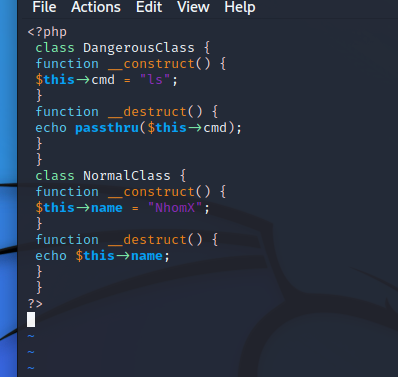 File Actions Edit View Help
<?php
class DangerousClass {
function __construct() {
$this->cmd = "ls";
}
function __destruct() {
echo passthru($this->cmd);
}
}
class NormalClass {
function __construct() {
$this->name = "NhomX";
}
function __destruct() {
echo $this->name;
}
}
?>
~
~
~